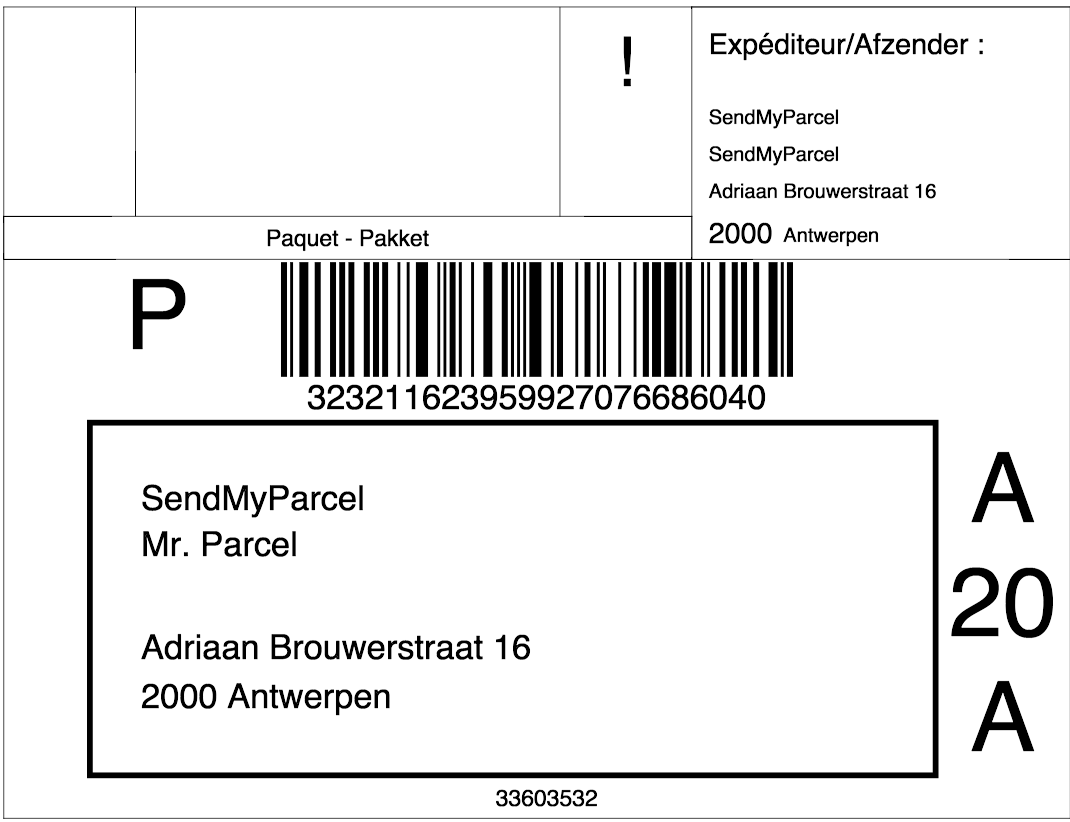 !
Expéditeur/Afzender :
SendMyParcel
SendMyParcel
Adriaan Brouwerstraat 16
2000 Antwerpen
Paquet - Pakket
P
323211623959927076686040
SendMyParcel
Mr. Parcel
Adriaan Brouwerstraat 16
2000 Antwerpen
A
20
A
33603532